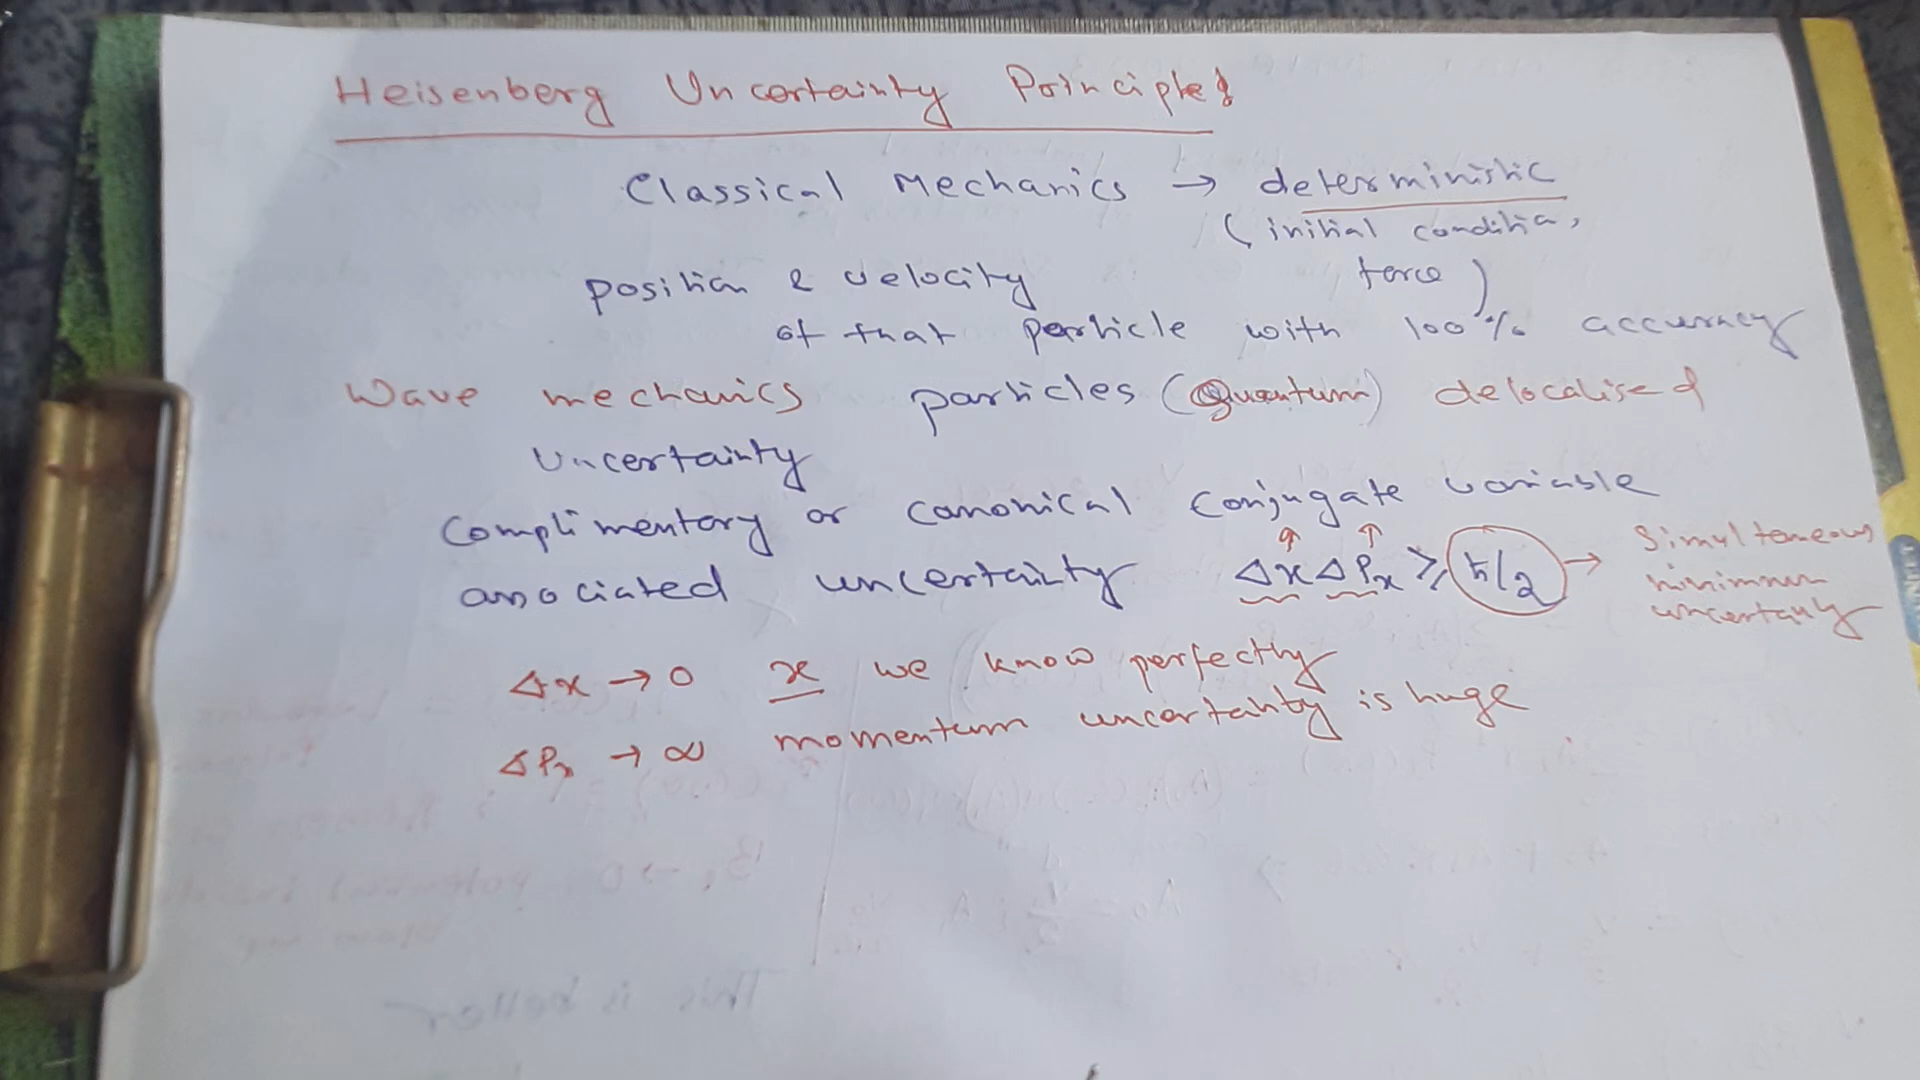 Heisenberg Uncertainty Principle:
Classical Mechanics → deterministic
(initial condition,
force)
position & velocity
of that particle with 100% accuracy
Wave mechanics particles (Quantum) delocalised
Uncertainty
Complimentary or canonical conjugate variable
associated uncertainty Δx ΔPx ≥ ħ/2 → Simultaneous
minimum
uncertainty
Δx → 0 x we know perfectly
ΔPx → ∞ momentum uncertainty is huge